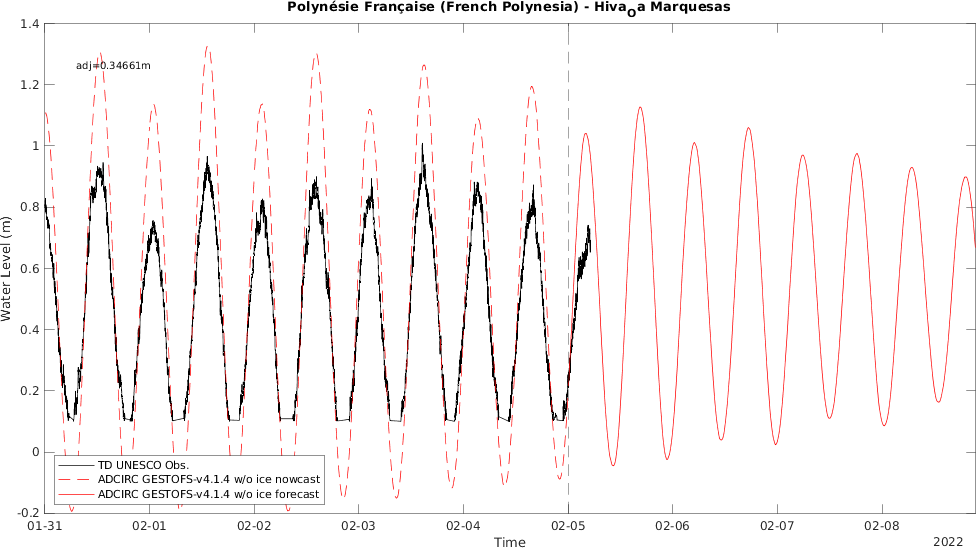 Polynésie Française (French Polynesia) - Hiva_Oa Marquesas
1.4
adj=0.34661m
1.2
1
0.8
0.6
0.4
0.2
0
-0.2
Water Level (m)
TD UNESCO Obs.
ADCIRC GESTOFS-v4.1.4 w/o ice nowcast
ADCIRC GESTOFS-v4.1.4 w/o ice forecast
01-31 02-01 02-02 02-03 02-04 02-05 02-06 02-07 02-08
Time
2022